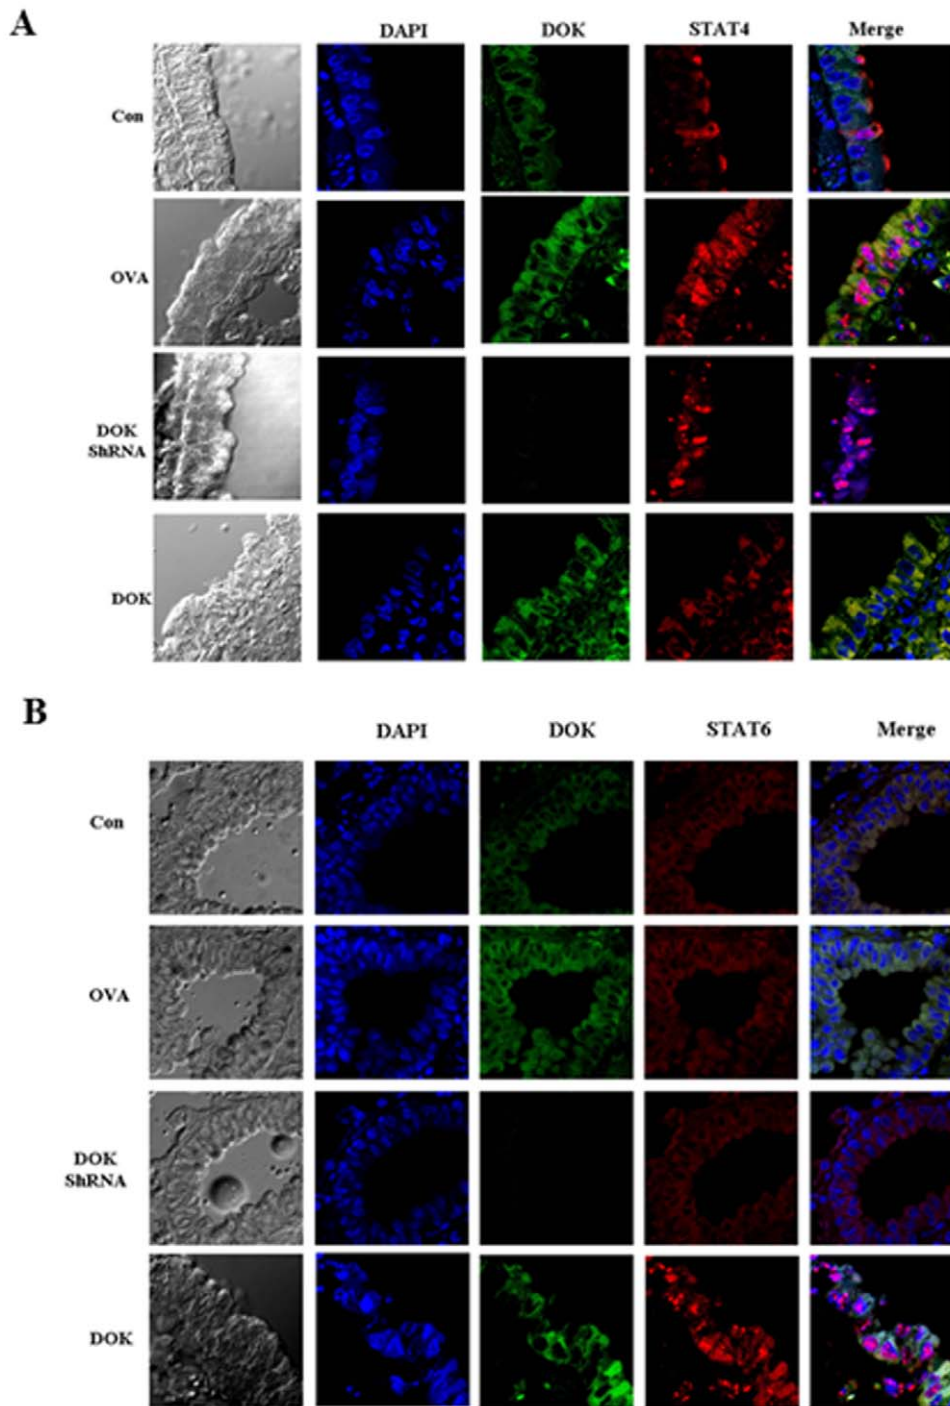 A
DAPI DOK STAT4 Merge
Con
OVA
DOK
ShRNA
DOK
B
DAPI DOK STAT6 Merge
Con
OVA
DOK
ShRNA
DOK